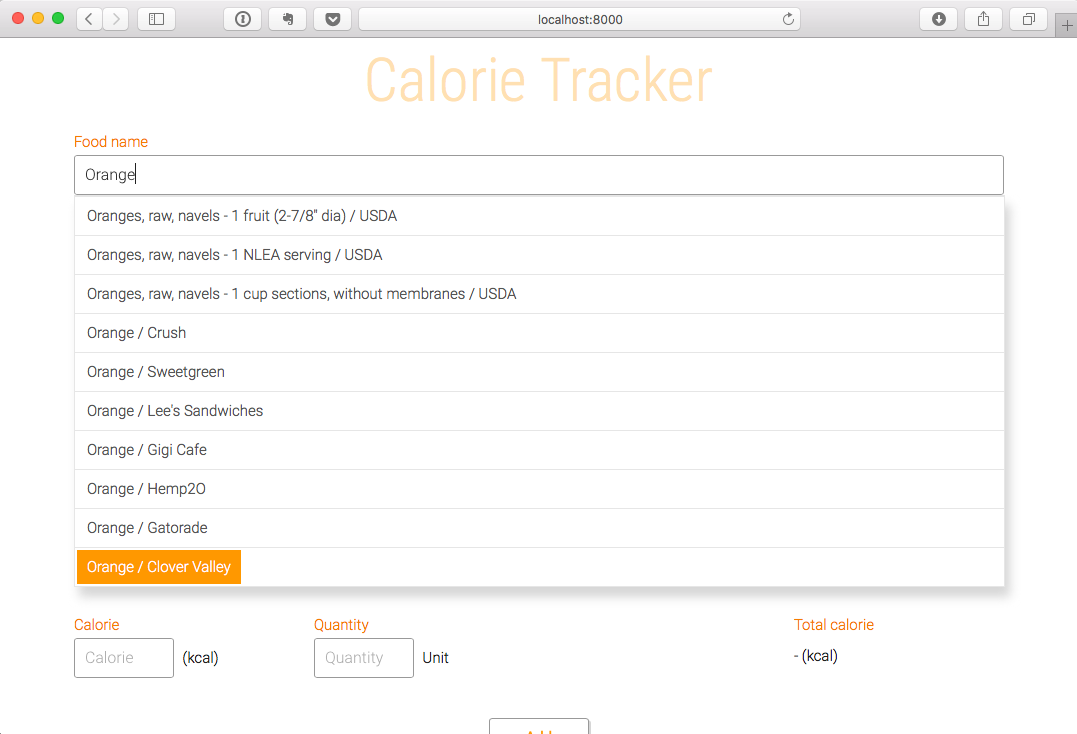 localhost:8000
Calorie Tracker
Food name
Orange
Oranges, raw, navels - 1 fruit (2-7/8" dia) / USDA
Oranges, raw, navels - 1 NLEA serving / USDA
Oranges, raw, navels - 1 cup sections, without membranes / USDA
Orange / Crush
Orange / Sweetgreen
Orange / Lee's Sandwiches
Orange / Gigi Cafe
Orange / Hemp2O
Orange / Gatorade
Orange / Clover Valley
Calorie Quantity Total calorie
Calorie (kcal) Quantity Unit - (kcal)